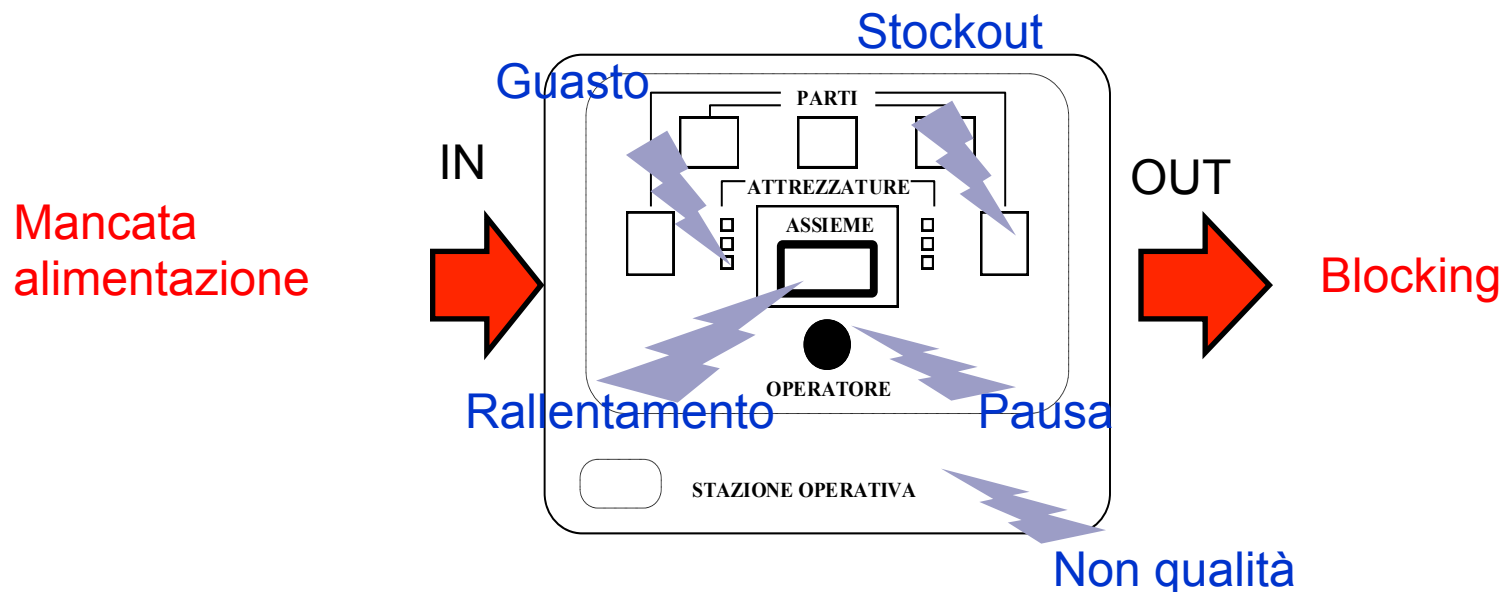 Stockout
Guasto
PARTI
IN
OUT
ATTREZZATURE
Mancata
alimentazione
ASSIEME
Blocking
OPERATORE
Rallentamento
Pausa
STAZIONE OPERATIVA
Non qualità